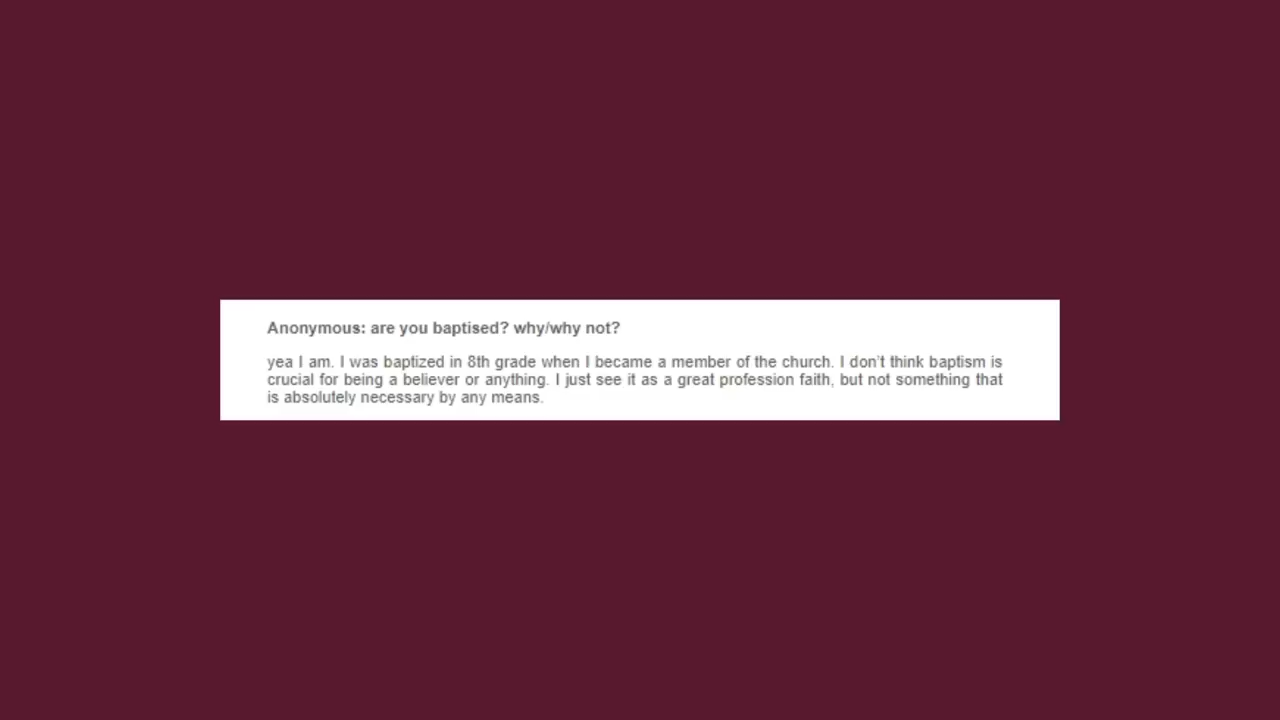 Anonymous: are you baptised? why/why not?
yea I am. I was baptized in 8th grade when I became a member of the church. I don't think baptism is
crucial for being a believer or anything. I just see it as a great profession faith, but not something that
is absolutely necessary by any means.